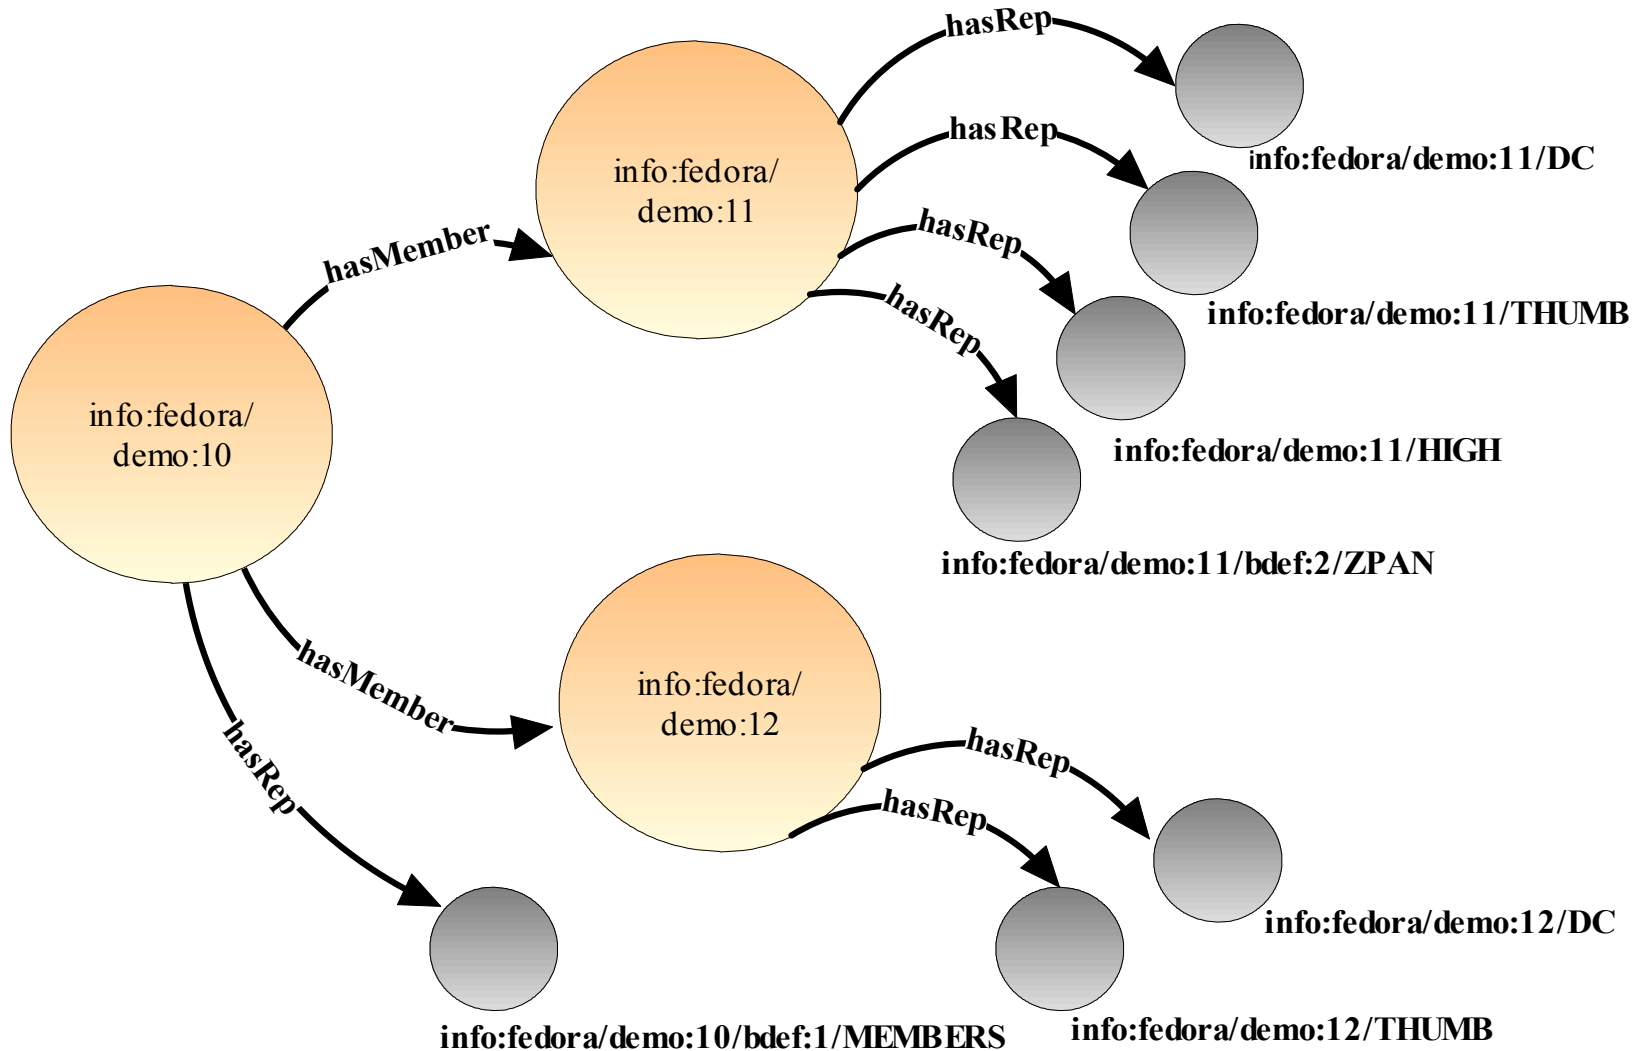 hasRep
info:fedora/demo:11/DC
hasRep
info:fedora/demo:11/THUMB
info:fedora/
demo:11
hasRep
info:fedora/demo:11/HIGH
hasRep
info:fedora/demo:11/bdef:2/ZPAN
hasMember
info:fedora/
demo:10
hasMember
info:fedora/
demo:12
hasRep
info:fedora/demo:12/DC
hasRep
info:fedora/demo:12/THUMB
hasRep
info:fedora/demo:10/bdef:1/MEMBERS